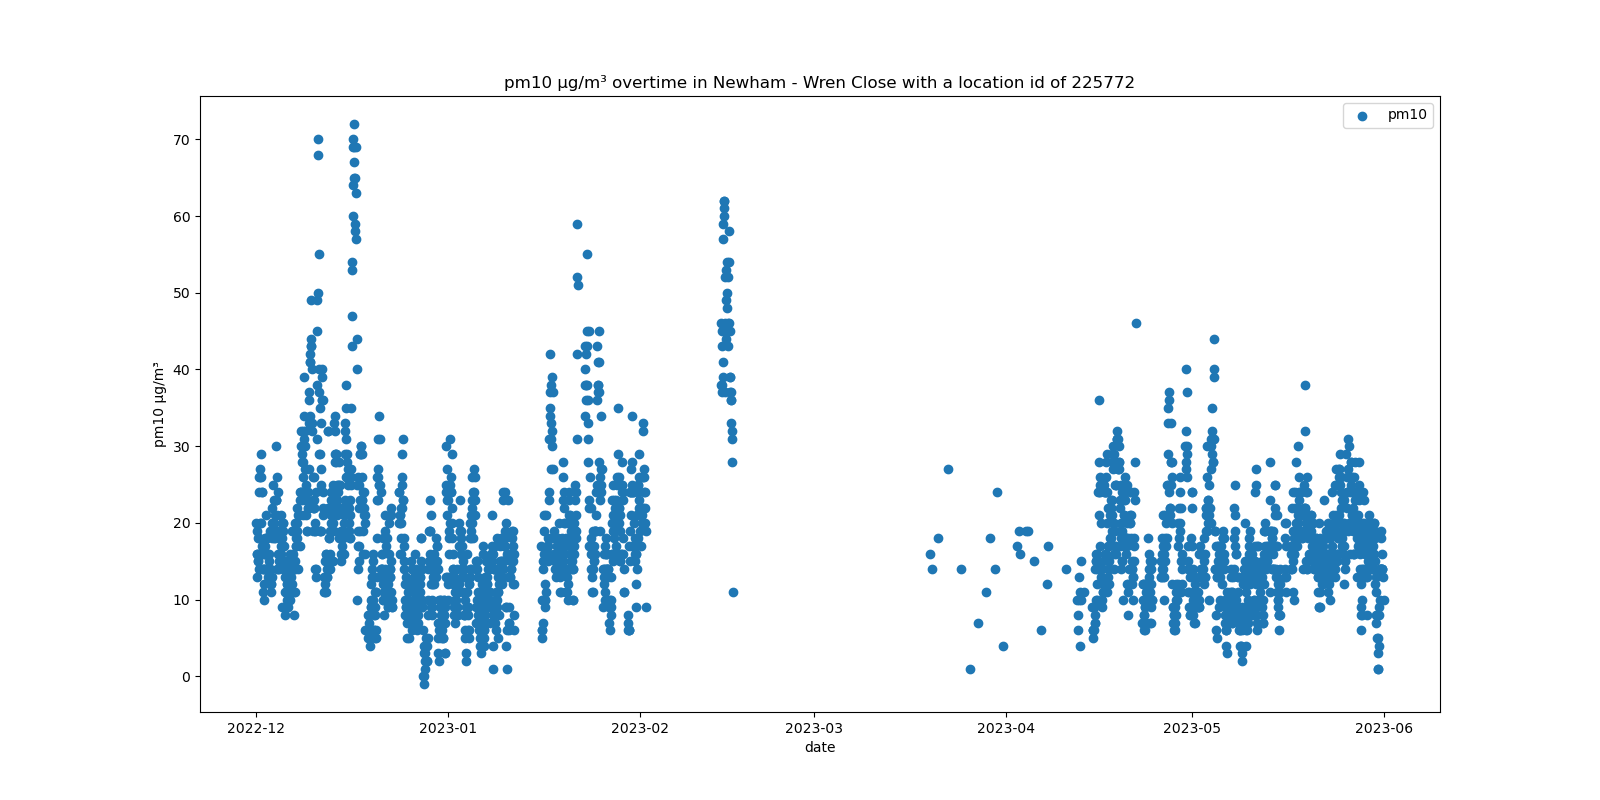 pm10 µg/m³ overtime in Newham - Wren Close with a location id of 225772
pm10
70
60
50
40
30
20
10
0
pm10 µg/m³
2022-12 2023-01 2023-02 2023-03 2023-04 2023-05 2023-06
date